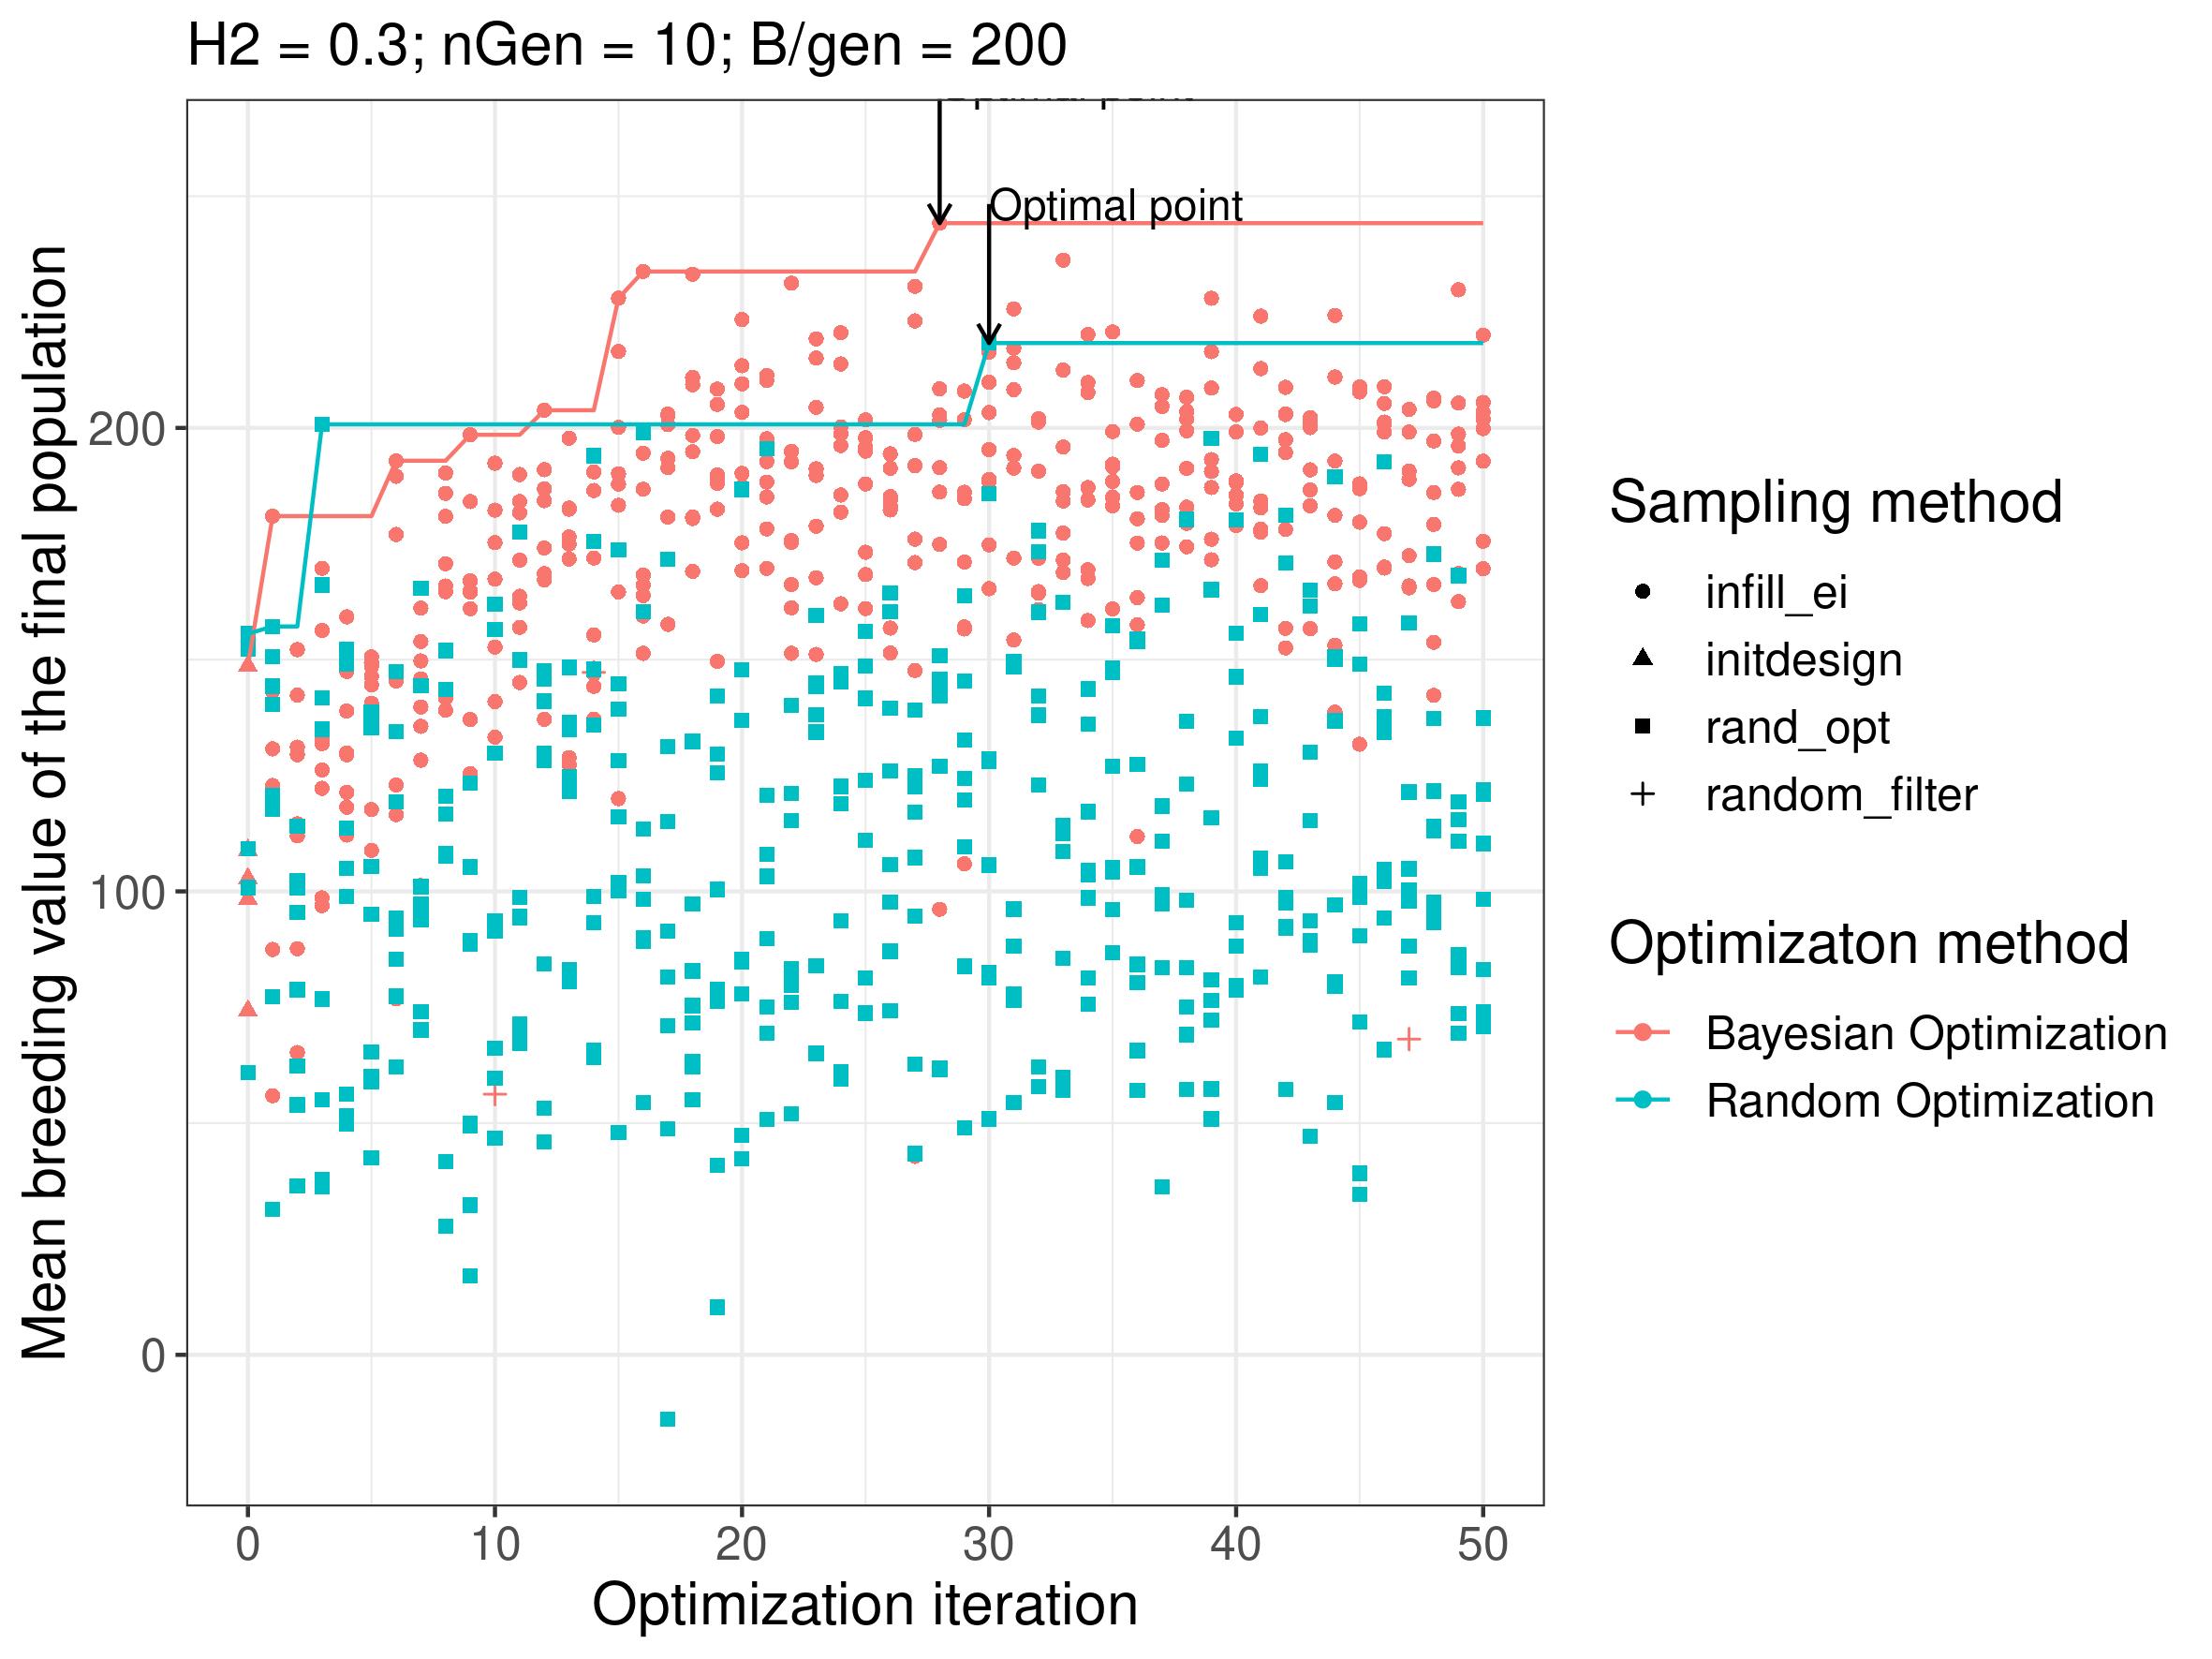 H2 = 0.3; nGen = 10; B/gen = 200
Optimal point
Mean breeding value of the final population
200
100
0
0 10 20 30 40 50
Optimization iteration
Sampling method
infill_ei
initdesign
rand_opt
random_filter
Optimizaton method
Bayesian Optimization
Random Optimization